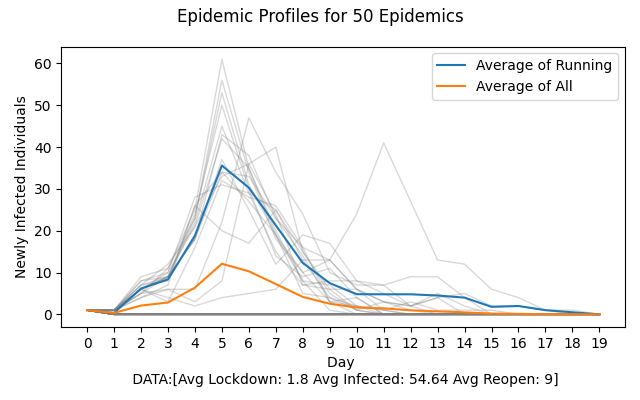 Epidemic Profiles for 50 Epidemics
Newly Infected Individuals
60
50
40
30
20
10
0
Average of Running
Average of All
0 1 2 3 4 5 6 7 8 9 10 11 12 13 14 15 16 17 18 19
Day
DATA:[Avg Lockdown: 1.8 Avg Infected: 54.64 Avg Reopen: 9]